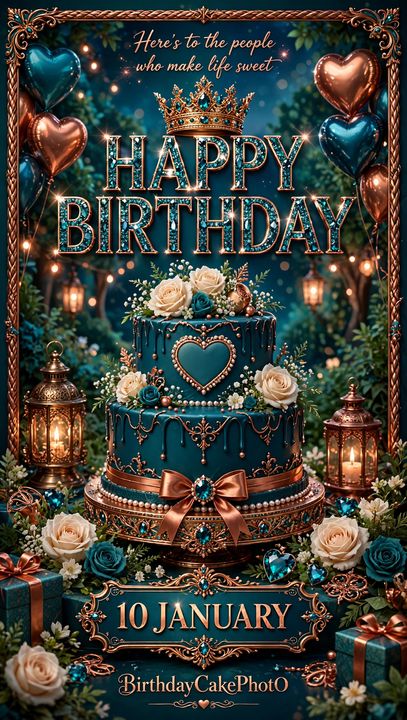 Here's to the people
who make life sweet
HAPPY
BIRTHDAY
10 JANUARY
BirthdayCakePhotO